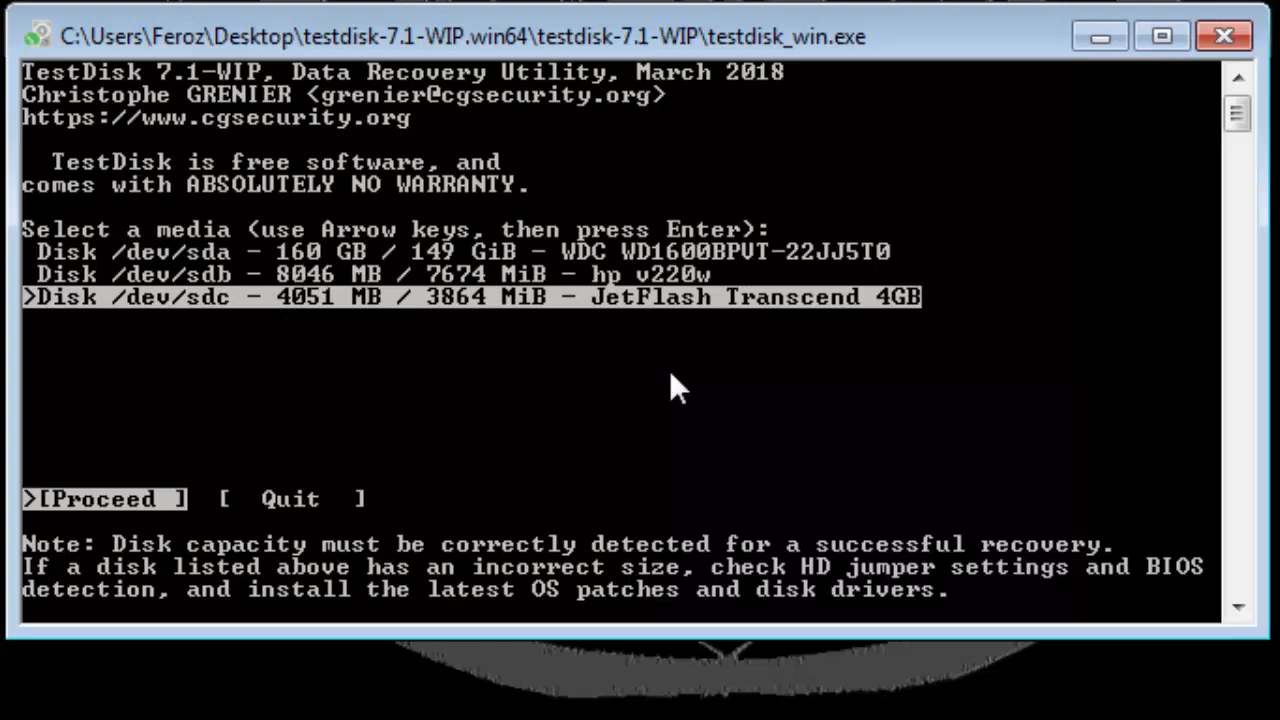 C:\Users\Feroz\Desktop\testdisk-7.1-WIP.win64\testdisk-7.1-WIP\testdisk_win.exe
TestDisk 7.1-WIP, Data Recovery Utility, March 2018
Christophe GRENIER <grenier@cgsecurity.org>
https://www.cgsecurity.org
TestDisk is free software, and
comes with ABSOLUTELY NO WARRANTY.
Select a media (use Arrow keys, then press Enter):
Disk /dev/sda - 160 GB / 149 GiB - WDC WD1600BPVT-22JJ5T0
Disk /dev/sdb - 8046 MB / 7674 MiB - hp v220w
>Disk /dev/sdc - 4051 MB / 3864 MiB - JetFlash Transcend 4GB
>[Proceed ]  [  Quit  ]
Note: Disk capacity must be correctly detected for a successful recovery.
If a disk listed above has an incorrect size, check HD jumper settings and BIOS
detection, and install the latest OS patches and disk drivers.